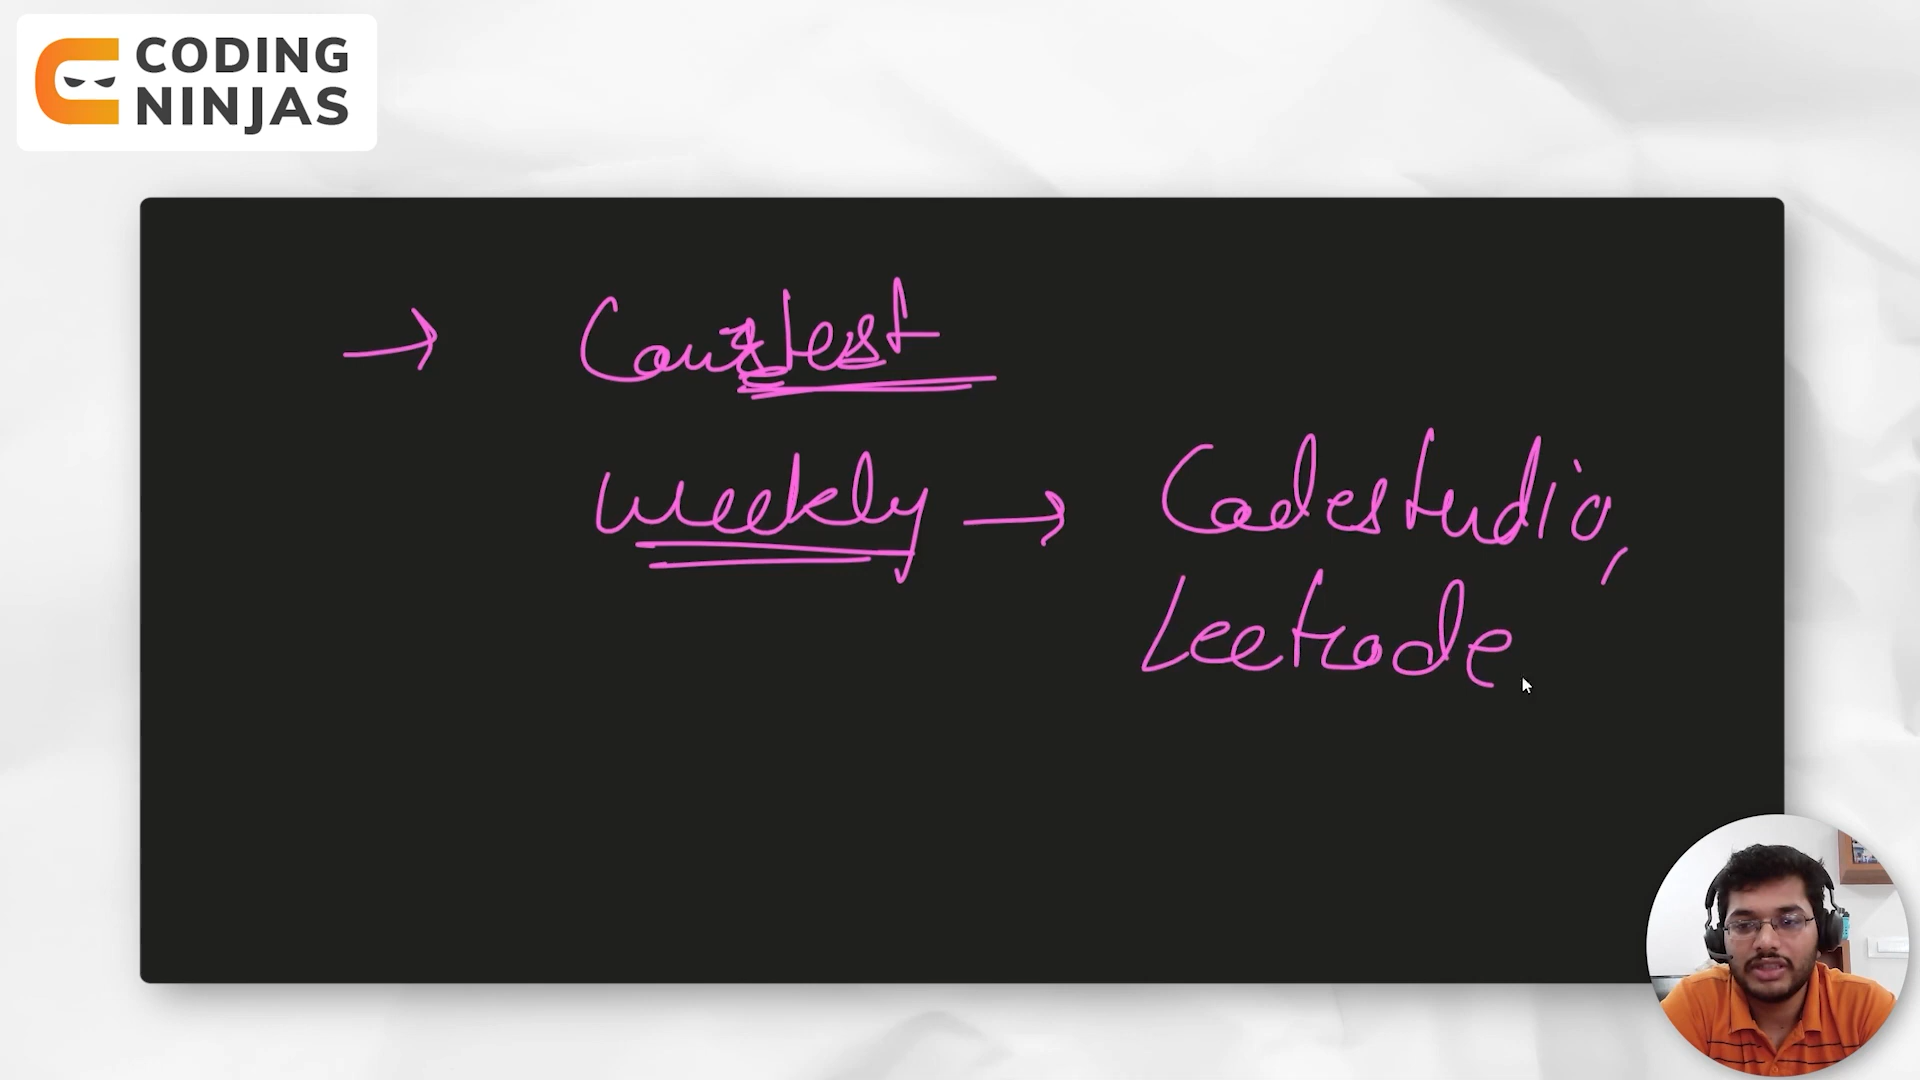 CODING
NINJAS
→ Contest
weekly → Codestudio,
Leetcode